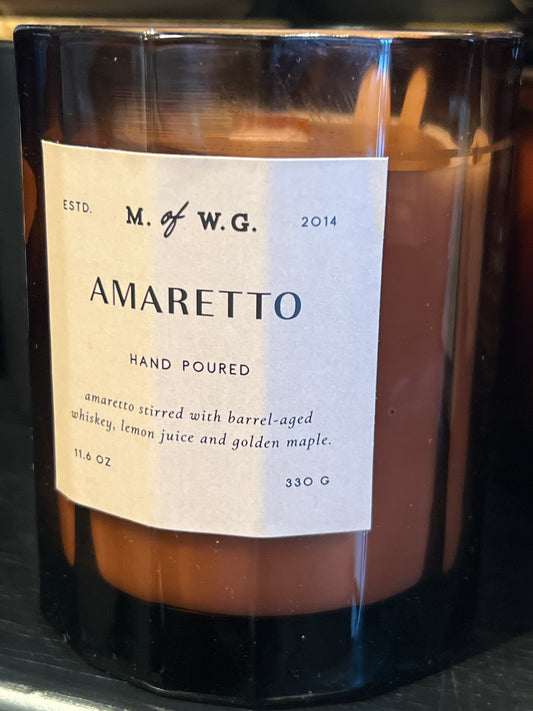 ESTD. M. of W.G. 2014
AMARETTO
HAND POURED
amaretto stirred with barrel-aged
whiskey, lemon juice and golden maple.
11.6 OZ 330 G